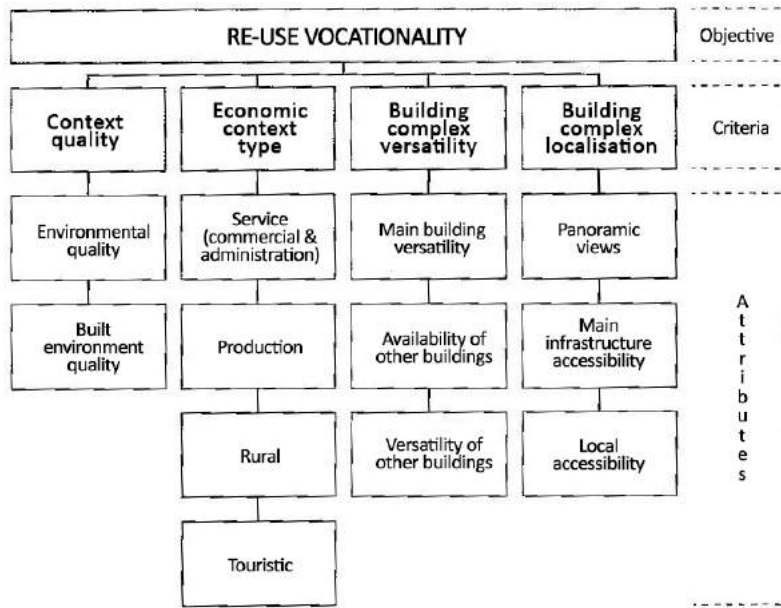 RE-USE VOCATIONALITY
Objective
Context
quality
Economic
context
type
Building
complex
versatility
Building
complex
localisation
Criteria
Environmental
quality
Service
(commercial &
administration)
Main building
versatility
Panoramic
views
Built
environment
quality
Production
Availability of
other buildings
Main
infrastructure
accessibility
Rural
Versatility of
other buildings
Local
accessibility
Touristic
Attributes